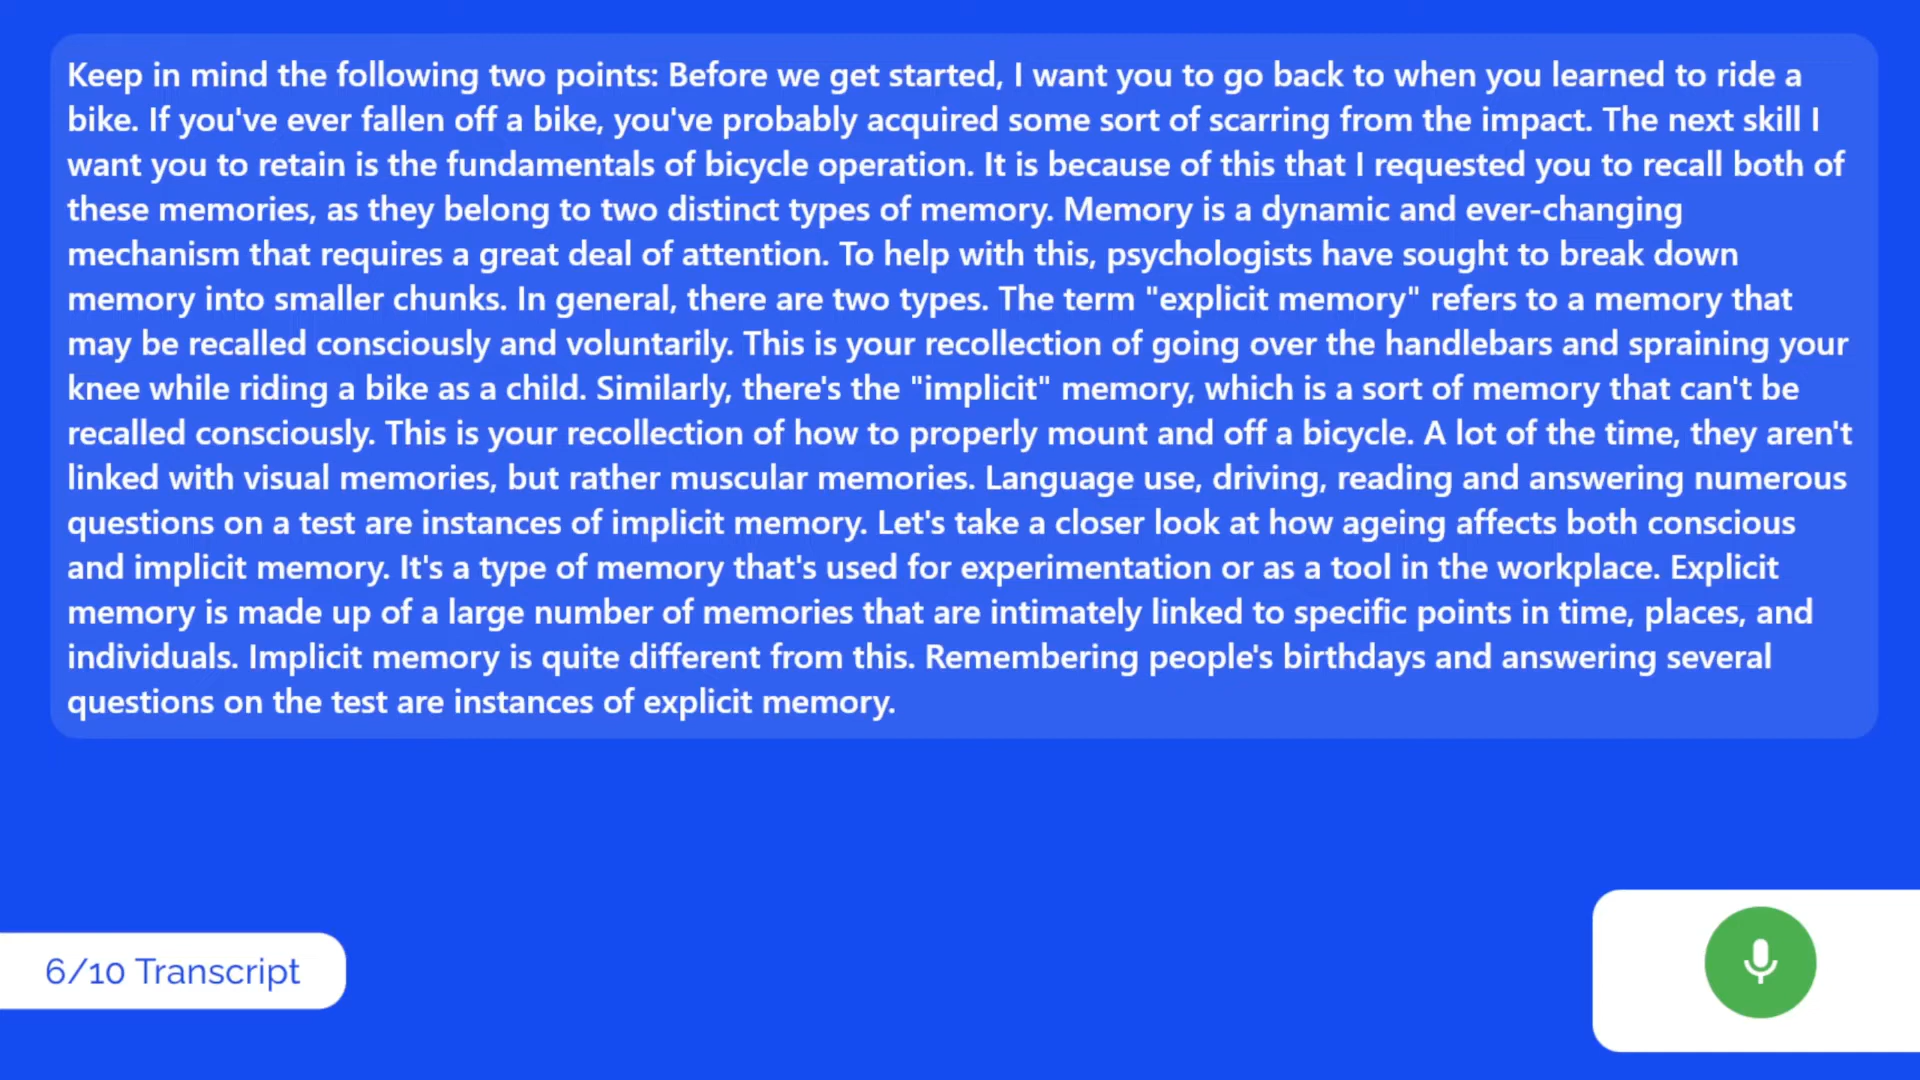 Keep in mind the following two points: Before we get started, I want you to go back to when you learned to ride a
bike. If you've ever fallen off a bike, you've probably acquired some sort of scarring from the impact. The next skill I
want you to retain is the fundamentals of bicycle operation. It is because of this that I requested you to recall both of
these memories, as they belong to two distinct types of memory. Memory is a dynamic and ever-changing
mechanism that requires a great deal of attention. To help with this, psychologists have sought to break down
memory into smaller chunks. In general, there are two types. The term "explicit memory" refers to a memory that
may be recalled consciously and voluntarily. This is your recollection of going over the handlebars and spraining your
knee while riding a bike as a child. Similarly, there's the "implicit" memory, which is a sort of memory that can't be
recalled consciously. This is your recollection of how to properly mount and off a bicycle. A lot of the time, they aren't
linked with visual memories, but rather muscular memories. Language use, driving, reading and answering numerous
questions on a test are instances of implicit memory. Let's take a closer look at how ageing affects both conscious
and implicit memory. It's a type of memory that's used for experimentation or as a tool in the workplace. Explicit
memory is made up of a large number of memories that are intimately linked to specific points in time, places, and
individuals. Implicit memory is quite different from this. Remembering people's birthdays and answering several
questions on the test are instances of explicit memory.
6/10 Transcript